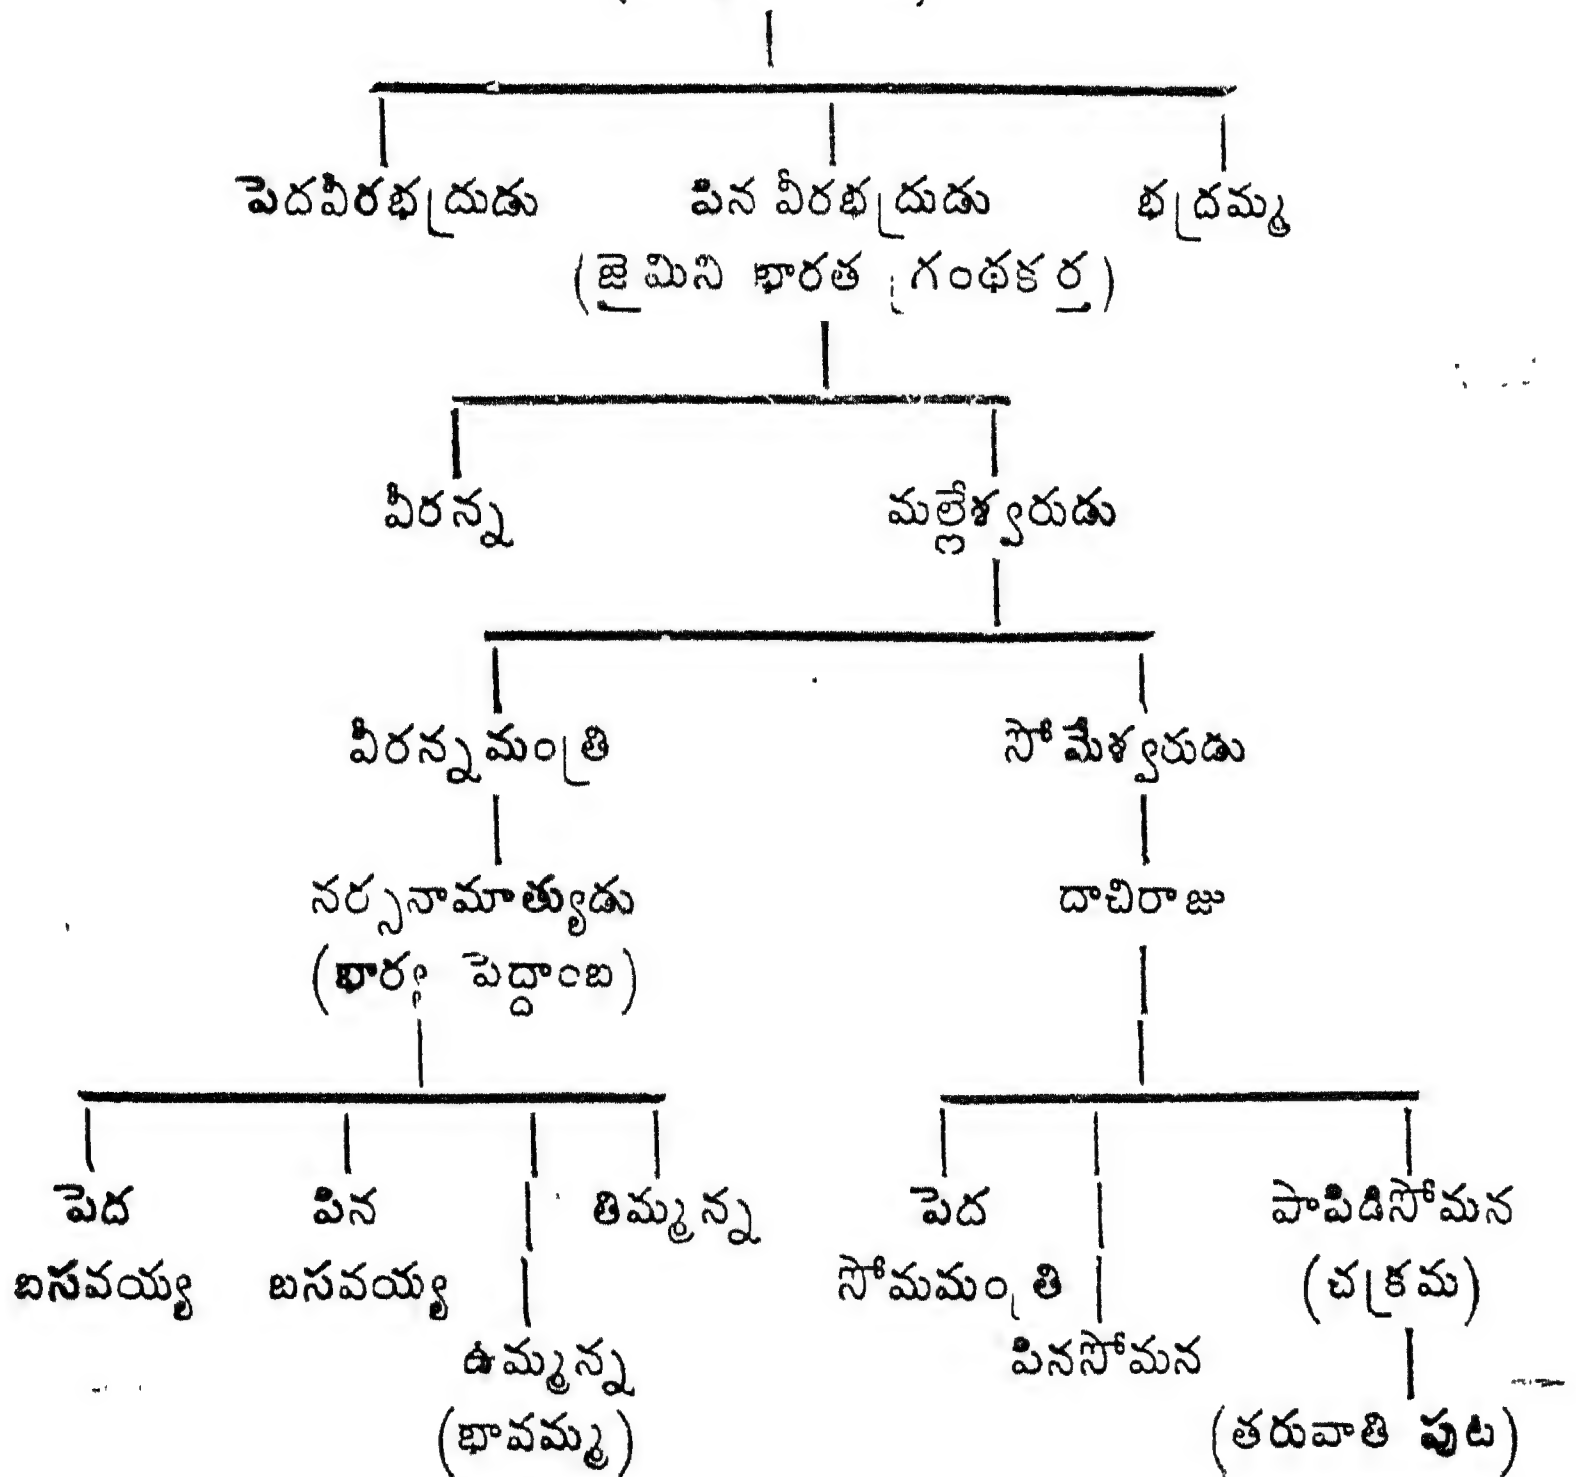 పెదవీరభద్రుడు పిన వీరభద్రుడు భద్రమ్మ
(జైమిని భారత గ్రంథకర్త)
వీరన్న మల్లేశ్వరుడు
వీరన్నమంత్రి సోమేశ్వరుడు
నర్సనామాత్యుడు దాచిరాజు
(భార్య పెద్దాంబ)
పెద పిన తిమ్మన్న పెద పాపిడిసోమన
బసవయ్య బసవయ్య సోమమంత్రి (చక్రమ)
ఉమ్మన్న పినసోమన
(భావమ్మ) (తరువాతి పుట)